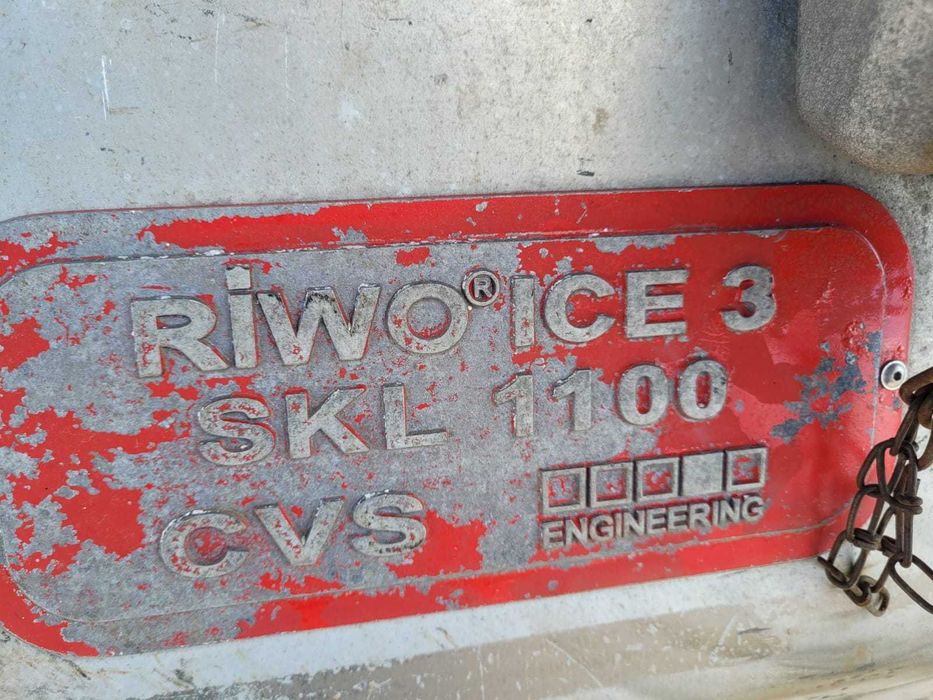 RiWO® ICE 3
SKL 1100
CVS
ENGINEERING